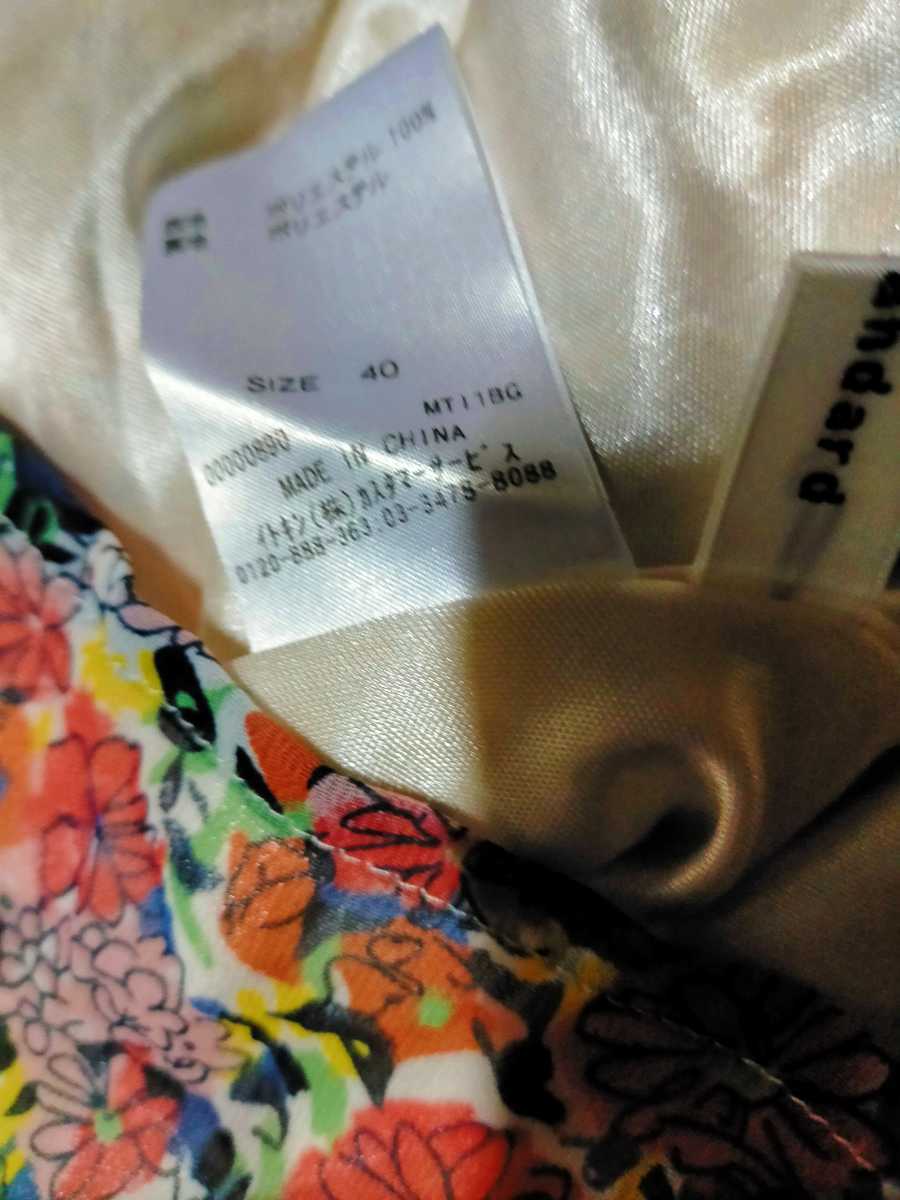 ポリエステル 100%
ポリエステル
SIZE 40
MT11BG
00000890
MADE IN CHINA
イトキン(株)カスタマーサービス
0120-888-363 03-3478-8088
andard